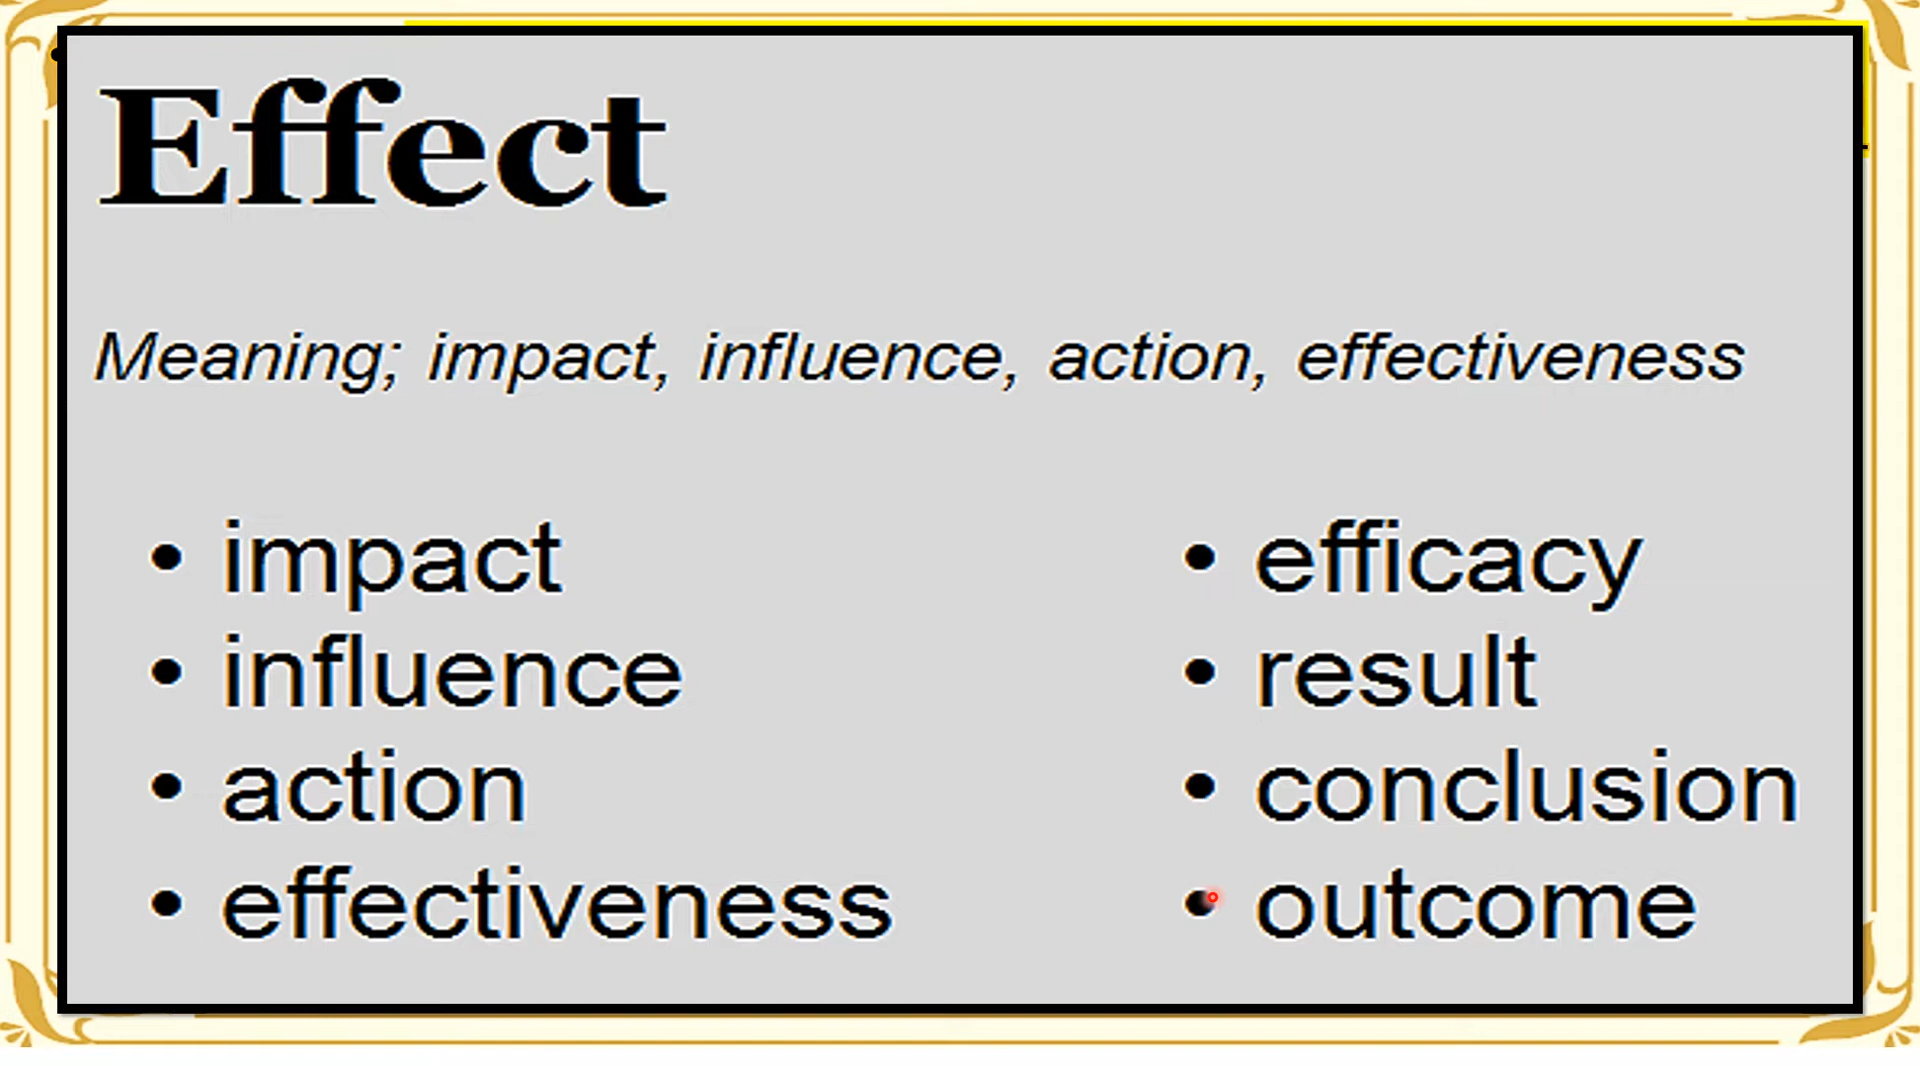 Effect
Meaning; impact, influence, action, effectiveness
• impact
• influence
• action
• effectiveness
• efficacy
• result
• conclusion
• outcome